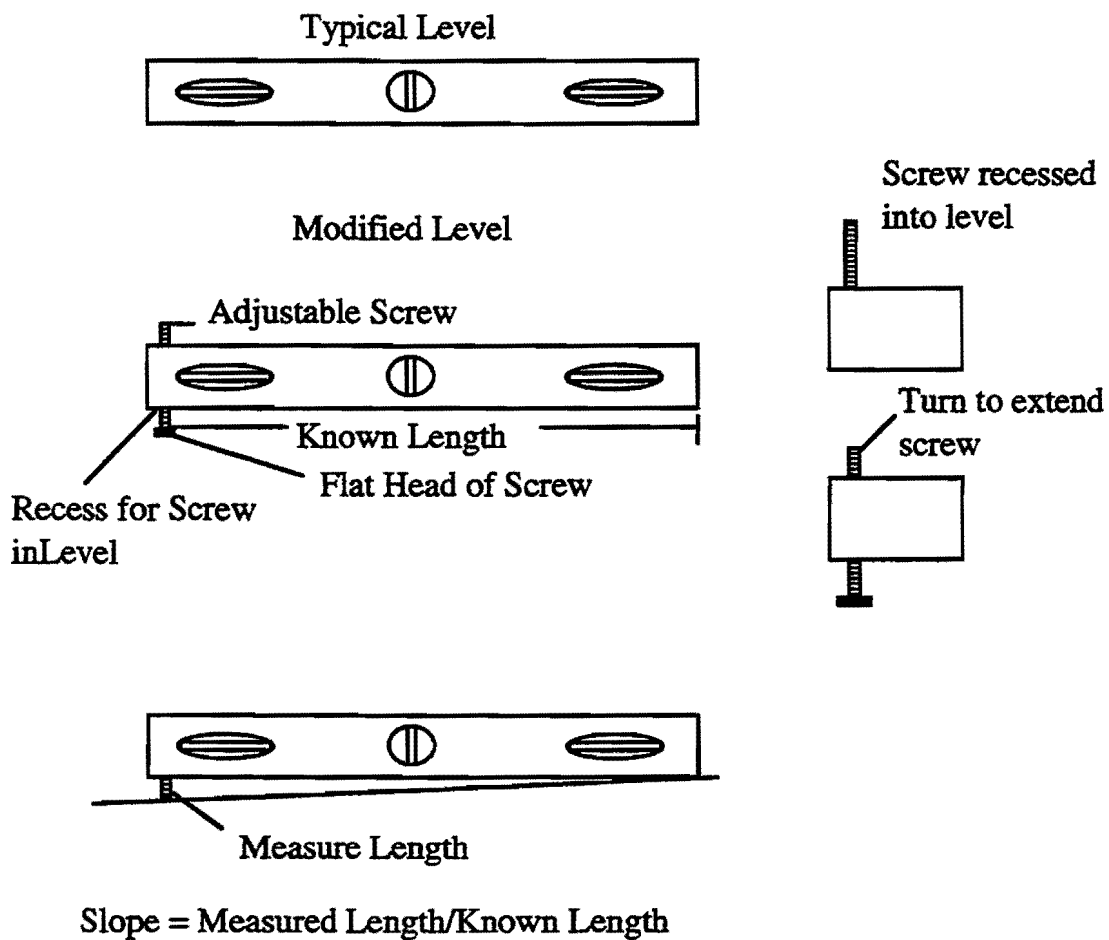 Typical Level
Screw recessed
into level
Modified Level
Adjustable Screw
Turn to extend
screw
Known Length
Flat Head of Screw
Recess for Screw
inLevel
Measure Length
Slope = Measured Length/Known Length